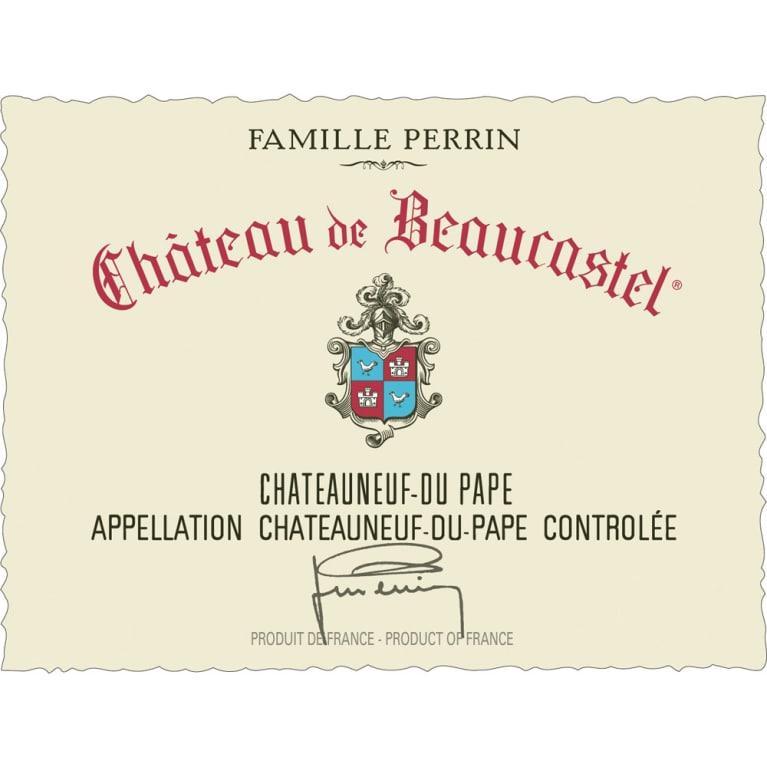 FAMILLE PERRIN
Château de Beaucastel®
CHATEAUNEUF-DU PAPE
APPELLATION CHATEAUNEUF-DU-PAPE CONTROLÉE
PRODUIT DE FRANCE - PRODUCT OF FRANCE